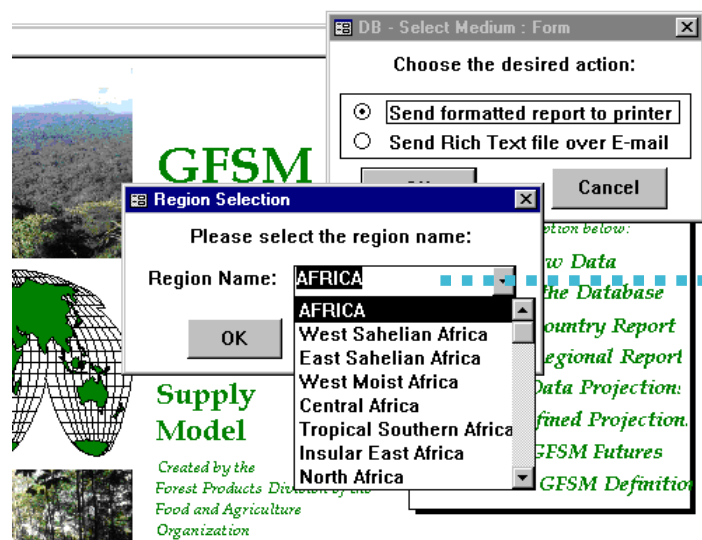 DB - Select Medium : Form
Choose the desired action:
Send formatted report to printer
Send Rich Text file over E-mail
Cancel
GFSM
Region Selection
Please select the region name:
Region Name: AFRICA
OK
AFRICA
West Sahelian Africa
East Sahelian Africa
West Moist Africa
Central Africa
Tropical Southern Africa
Insular East Africa
North Africa
below:
Data
the Database
Report
Report
Data Projection
Projection
GFSM Futures
GFSM Definitio
Supply
Model
Created by the
Forest Products Division of the
Food and Agriculture
Organization